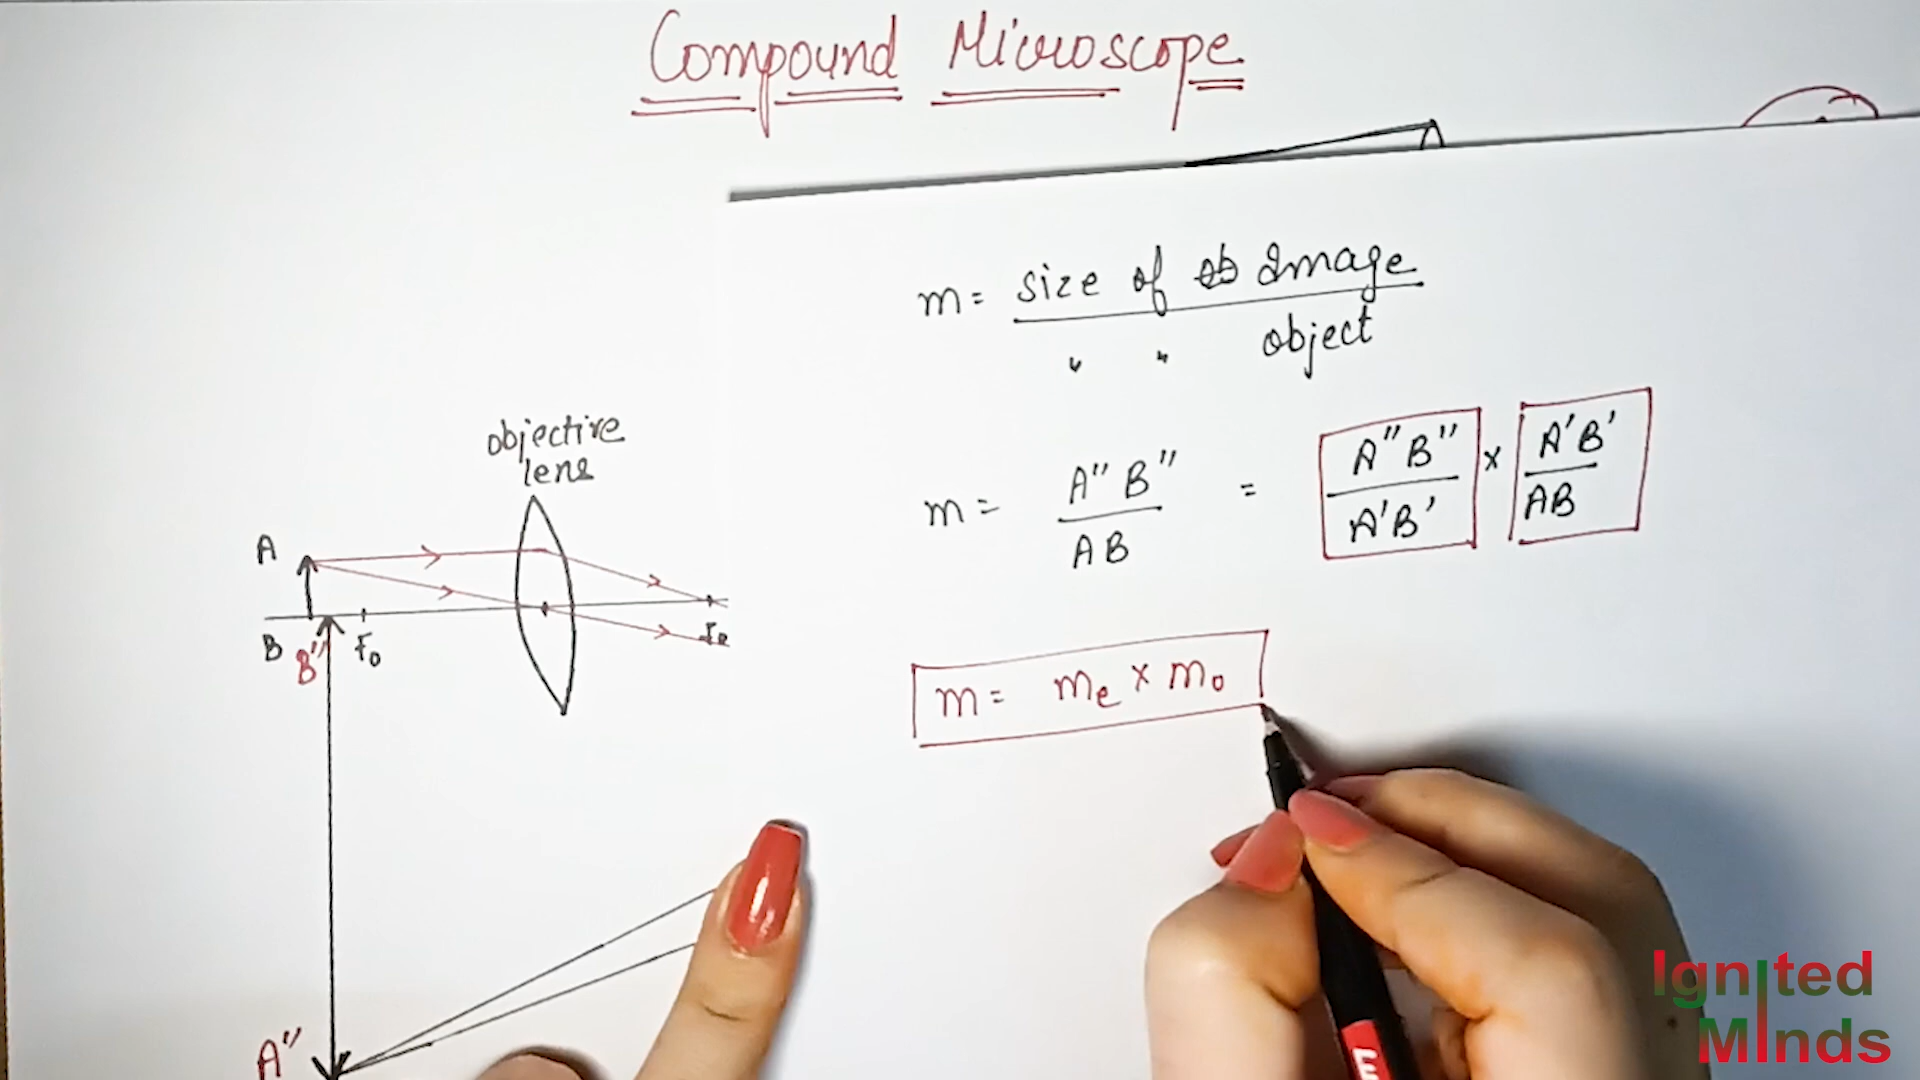 Compound Microscope
m = size of ob Image
" " object
objective
lens
m = A"B" / AB = A"B" / A'B' × A'B' / AB
A
B B" Fo Fo
m = me × mo
A"
Ignited
Minds